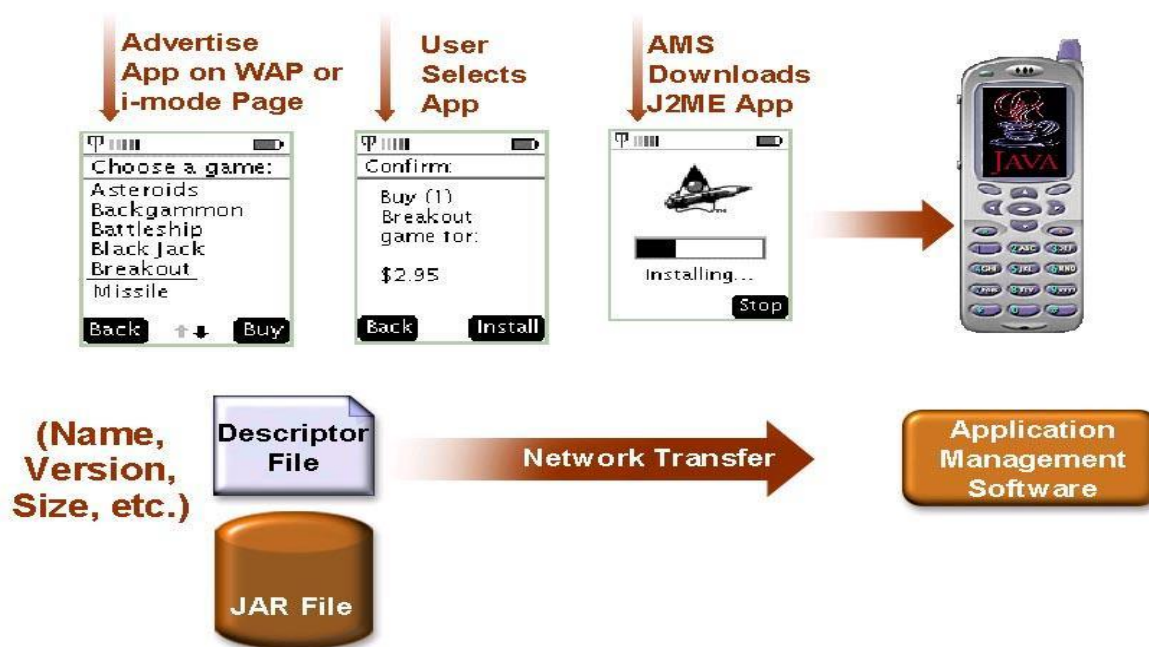 Advertise
App on WAP or
i-mode Page
User
Selects
App
AMS
Downloads
J2ME App
Choose a game:
Asteroids
Backgammon
Battleship
Black Jack
Breakout
Missile
Back
Buy
Confirm:
Buy (1)
Breakout
game for:
$2.95
Back
Install
Installing...
Stop
JAVA
(Name,
Version,
Size, etc.)
Descriptor
File
Network Transfer
Application
Management
Software
JAR File